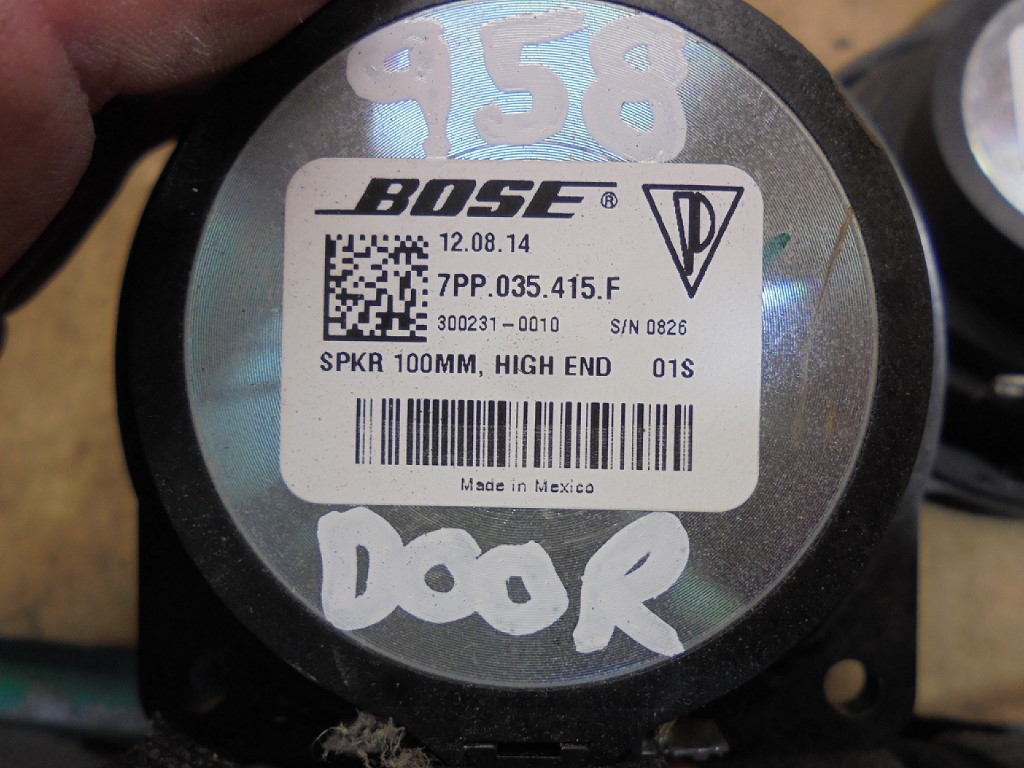 958
BOSE®
12.08.14
7PP.035.415.F
300231-0010 S/N 0826
SPKR 100MM, HIGH END 01S
Made in Mexico
DOOR